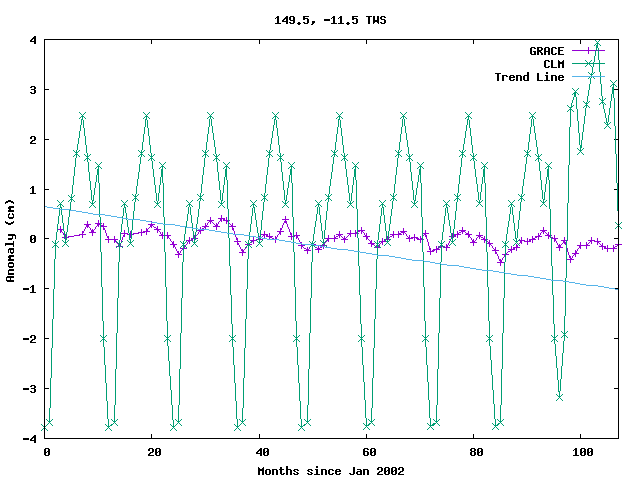 149.5, -11.5 TWS
GRACE
CLM
Trend Line
4
3
2
1
0
-1
-2
-3
-4
Anomaly (cm)
0 20 40 60 80 100
Months since Jan 2002